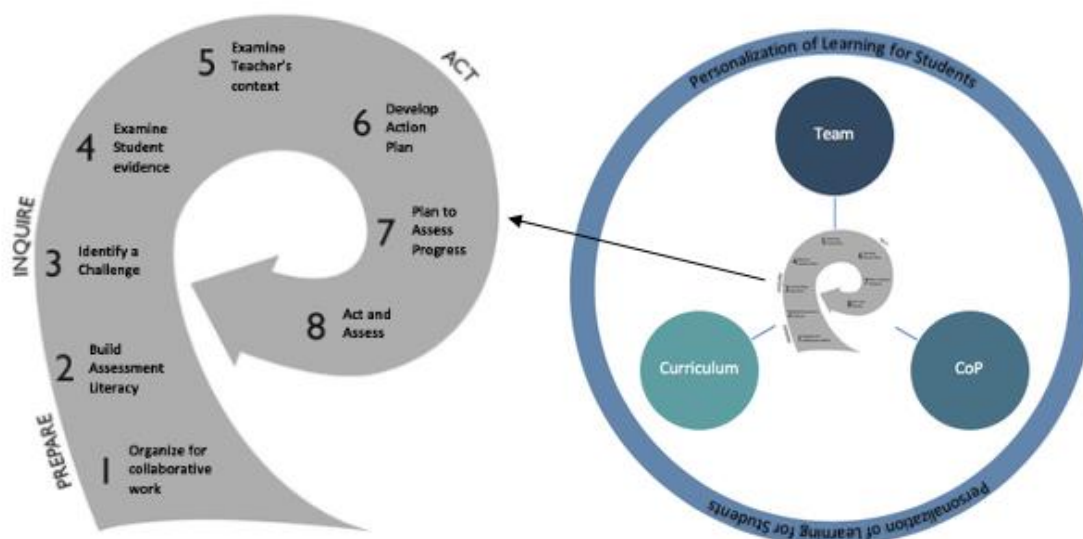 PREPARE
INQUIRE
ACT
1 Organize for
collaborative
work
2 Build
Assessment
Literacy
3 Identify a
Challenge
4 Examine
Student
evidence
5 Examine
Teacher's
context
6 Develop
Action
Plan
7 Plan to
Assess
Progress
8 Act and
Assess
Personalization of Learning for Students
Team
Curriculum
CoP
Personalization of Learning for Students